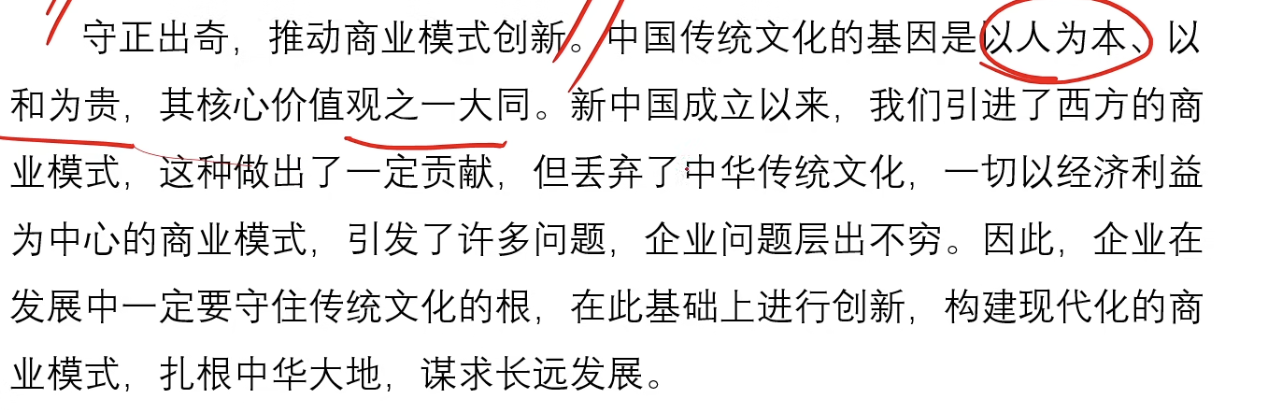 守正出奇，推动商业模式创新。中国传统文化的基因是以人为本、以
和为贵，其核心价值观之一大同。新中国成立以来，我们引进了西方的商
业模式，这种做出了一定贡献，但丢弃了中华传统文化，一切以经济利益
为中心的商业模式，引发了许多问题，企业问题层出不穷。因此，企业在
发展中一定要守住传统文化的根，在此基础上进行创新，构建现代化的商
业模式，扎根中华大地，谋求长远发展。